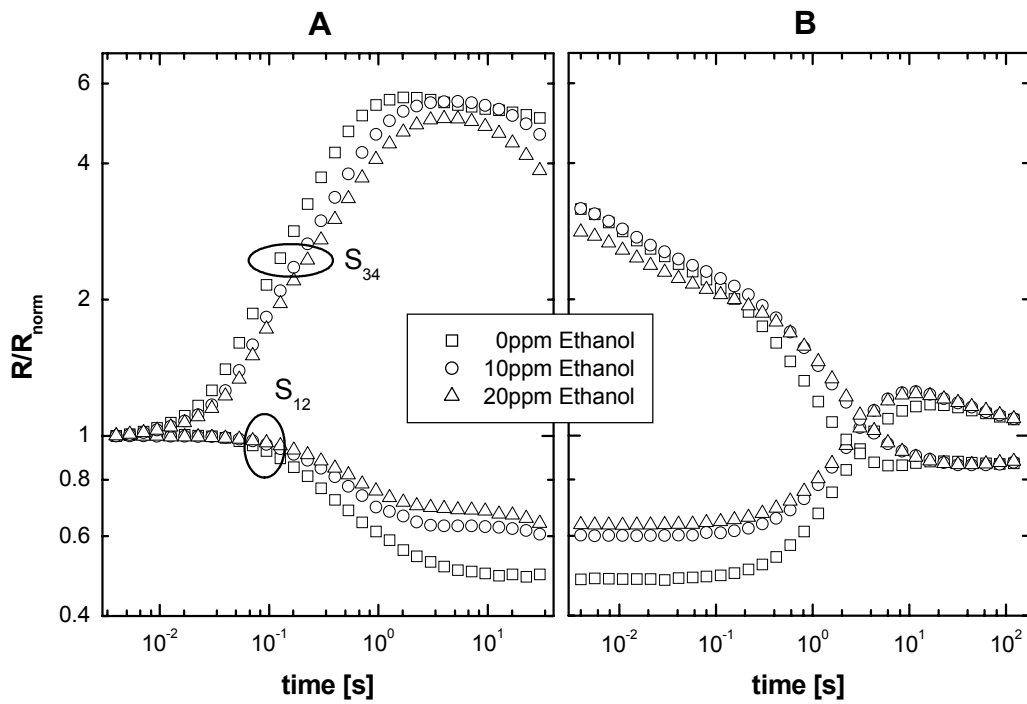 A
B
6
4
2
1
0.8
0.6
0.4
R/R_norm
S_34
S_12
0ppm Ethanol
10ppm Ethanol
20ppm Ethanol
10^-2
10^-1
10^0
10^1
10^-2
10^-1
10^0
10^1
10^2
time [s]
time [s]